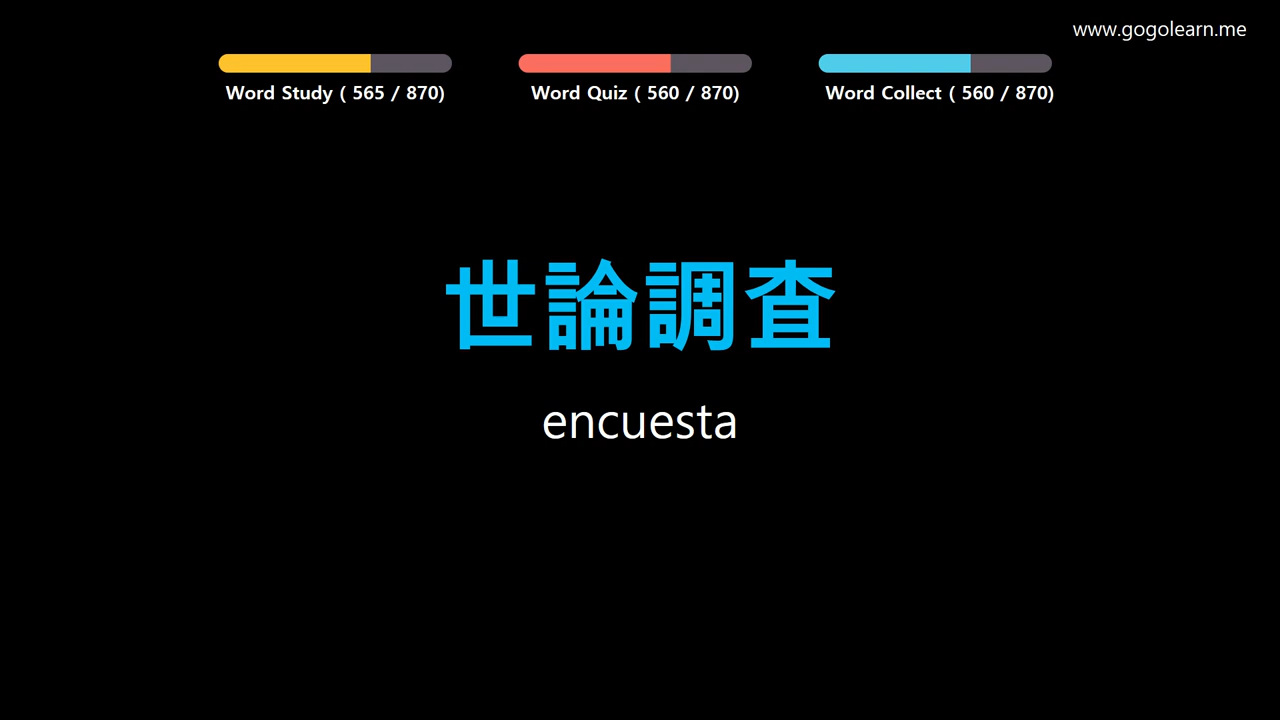 www.gogolearn.me
Word Study ( 565 / 870)
Word Quiz ( 560 / 870)
Word Collect ( 560 / 870)
世論調査
encuesta